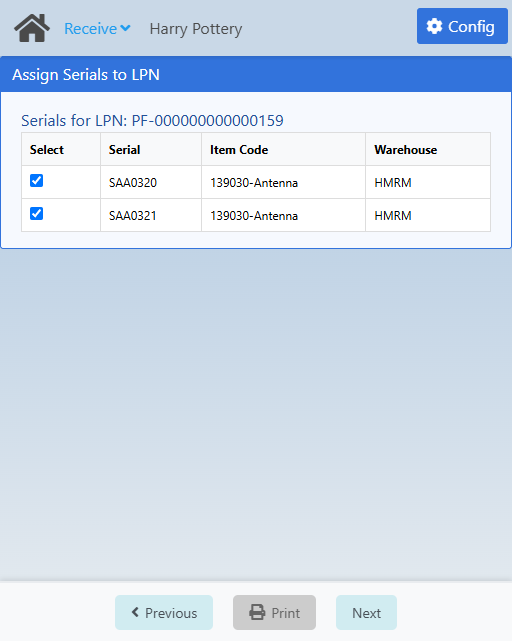 Receive Harry Pottery Config
Assign Serials to LPN
Serials for LPN: PF-000000000000159
Select Serial Item Code Warehouse
SAA0320 139030-Antenna HMRM
SAA0321 139030-Antenna HMRM
Previous Print Next